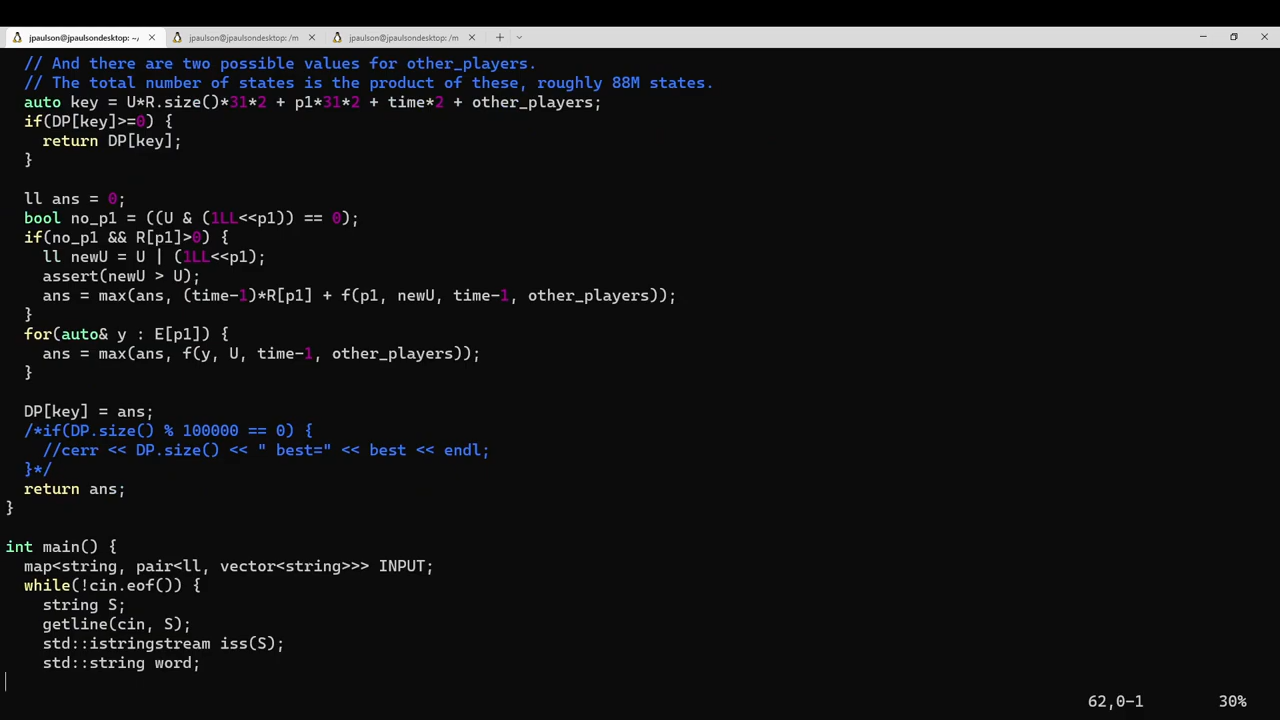 jpaulson@jpaulsondesktop: ~/
jpaulson@jpaulsondesktop: /m
jpaulson@jpaulsondesktop: /m
// And there are two possible values for other_players.
// The total number of states is the product of these, roughly 88M states.
auto key = U*R.size()*31*2 + p1*31*2 + time*2 + other_players;
if(DP[key]>=0) {
return DP[key];
}
ll ans = 0;
bool no_p1 = ((U & (1LL<<p1)) == 0);
if(no_p1 && R[p1]>0) {
ll newU = U | (1LL<<p1);
assert(newU > U);
ans = max(ans, (time-1)*R[p1] + f(p1, newU, time-1, other_players));
}
for(auto& y : E[p1]) {
ans = max(ans, f(y, U, time-1, other_players));
}
DP[key] = ans;
/*if(DP.size() % 100000 == 0) {
//cerr << DP.size() << " best=" << best << endl;
}*/
return ans;
}
int main() {
map<string, pair<ll, vector<string>>> INPUT;
while(!cin.eof()) {
string S;
getline(cin, S);
std::istringstream iss(S);
std::string word;
62,0-1 30%